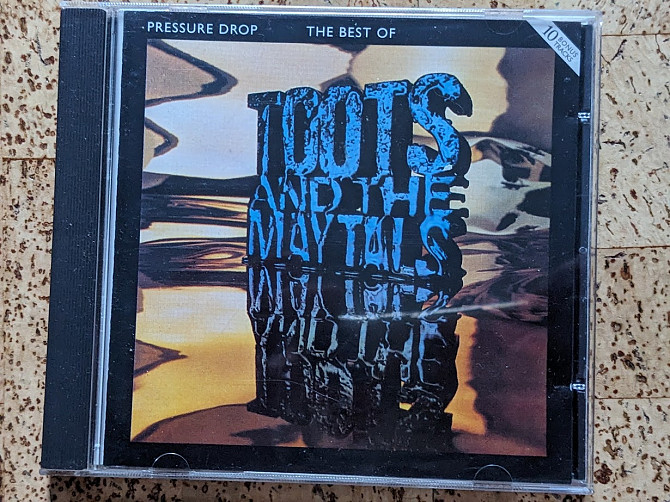 PRESSURE DROP THE BEST OF
10 BONUS
TRACKS
TOOTS
AND THE
MAYTALS